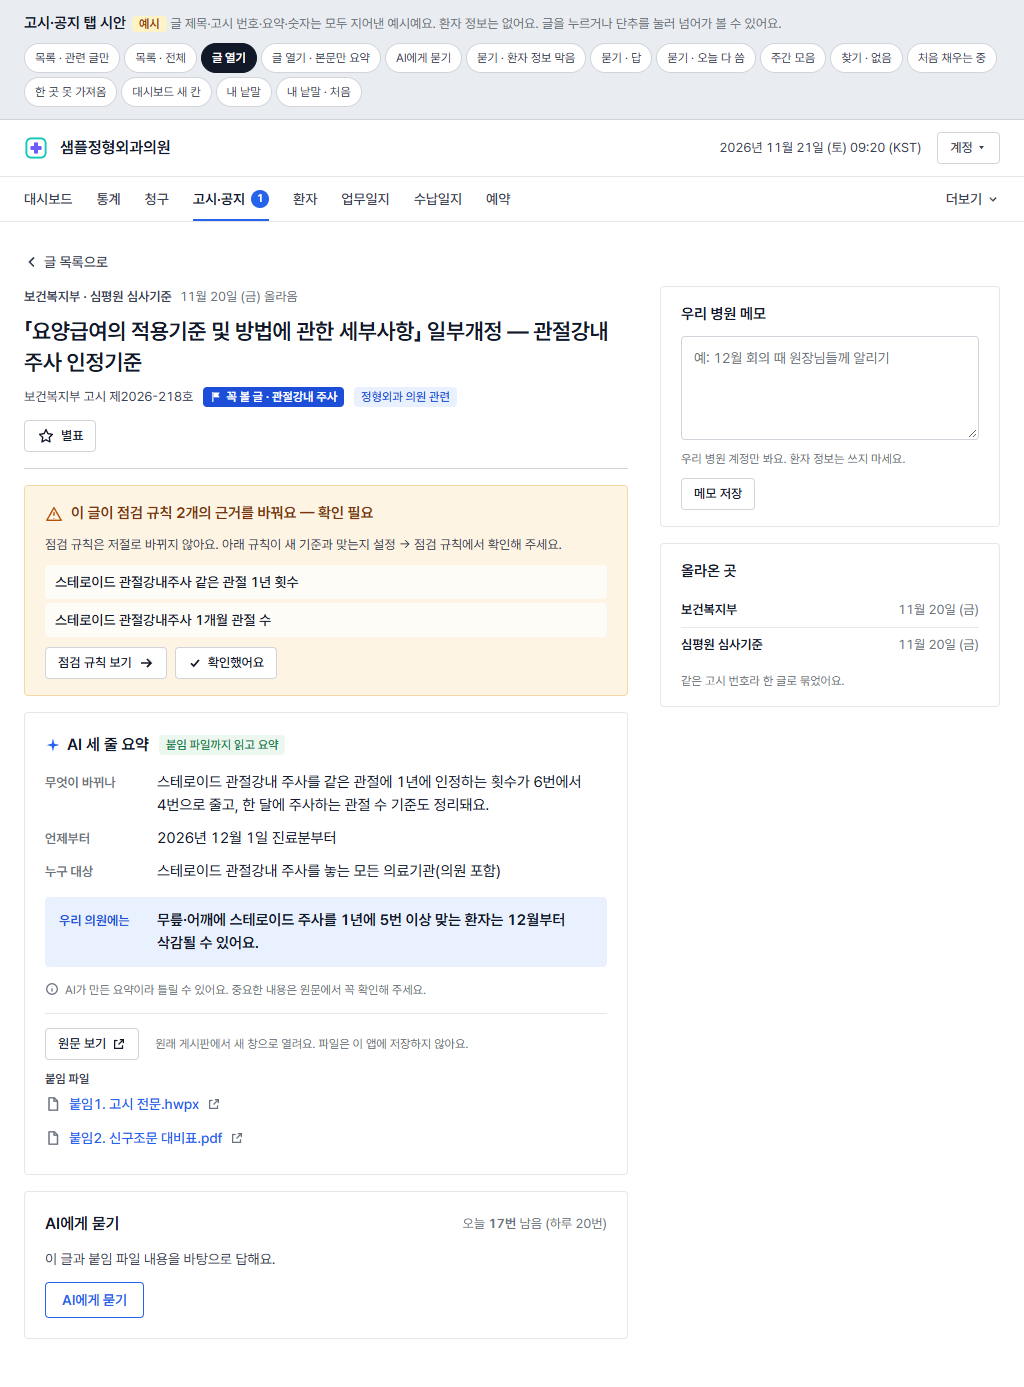 고시·공지 탭 시안 예시 글 제목·고시 번호·요약·숫자는 모두 지어낸 예시예요. 환자 정보는 없어요. 글을 누르거나 단추를 눌러 넘어가 볼 수 있어요.
목록 · 관련 글만 목록 · 전체 글 열기 글 열기 · 본문만 요약 AI에게 묻기 묻기 · 환자 정보 막음 묻기 · 답 묻기 · 오늘 다 씀 주간 모음 찾기 · 없음 처음 채우는 중
한 곳 못 가져옴 대시보드 새 칸 내 낱말 내 낱말 · 처음
샘플정형외과의원 2026년 11월 21일 (토) 09:20 (KST) 계정
대시보드 통계 청구 고시·공지 1 환자 업무일지 수납일지 예약 더보기
글 목록으로
보건복지부 · 심평원 심사기준 11월 20일 (금) 올라옴
「요양급여의 적용기준 및 방법에 관한 세부사항」 일부개정 — 관절강내
주사 인정기준
보건복지부 고시 제2026-218호 꼭 볼 글 · 관절강내 주사 정형외과 의원 관련
별표
이 글이 점검 규칙 2개의 근거를 바꿔요 — 확인 필요
점검 규칙은 저절로 바뀌지 않아요. 아래 규칙이 새 기준과 맞는지 설정 → 점검 규칙에서 확인해 주세요.
스테로이드 관절강내주사 같은 관절 1년 횟수
스테로이드 관절강내주사 1개월 관절 수
점검 규칙 보기 → 확인했어요
AI 세 줄 요약 붙임 파일까지 읽고 요약
무엇이 바뀌나 스테로이드 관절강내 주사를 같은 관절에 1년에 인정하는 횟수가 6번에서
4번으로 줄고, 한 달에 주사하는 관절 수 기준도 정리돼요.
언제부터 2026년 12월 1일 진료분부터
누구 대상 스테로이드 관절강내 주사를 놓는 모든 의료기관(의원 포함)
우리 의원에는 무릎·어깨에 스테로이드 주사를 1년에 5번 이상 맞는 환자는 12월부터
삭감될 수 있어요.
AI가 만든 요약이라 틀릴 수 있어요. 중요한 내용은 원문에서 꼭 확인해 주세요.
원문 보기 원래 게시판에서 새 창으로 열려요. 파일은 이 앱에 저장하지 않아요.
붙임 파일
붙임1. 고시 전문.hwpx
붙임2. 신구조문 대비표.pdf
AI에게 묻기 오늘 17번 남음 (하루 20번)
이 글과 붙임 파일 내용을 바탕으로 답해요.
AI에게 묻기
우리 병원 메모
예: 12월 회의 때 원장님들께 알리기
우리 병원 계정만 봐요. 환자 정보는 쓰지 마세요.
메모 저장
올라온 곳
보건복지부 11월 20일 (금)
심평원 심사기준 11월 20일 (금)
같은 고시 번호라 한 글로 묶었어요.